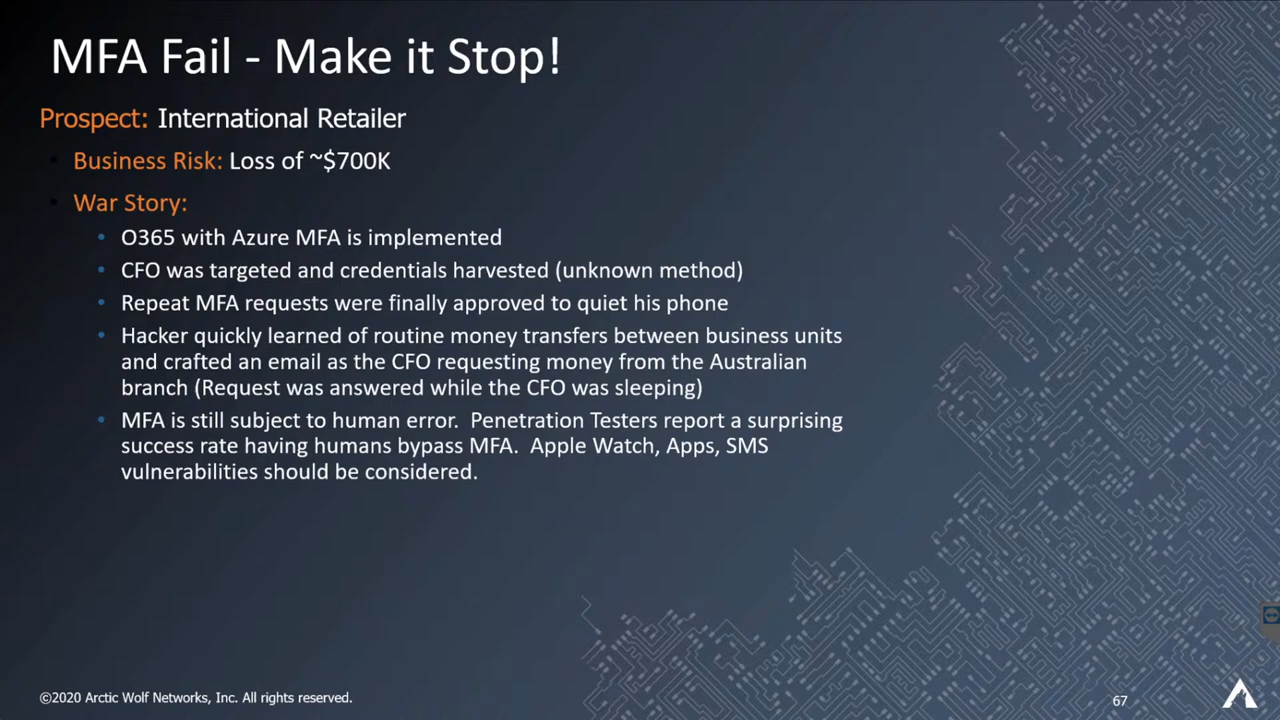 MFA Fail - Make it Stop!
Prospect: International Retailer
Business Risk: Loss of ~$700K
War Story:
O365 with Azure MFA is implemented
CFO was targeted and credentials harvested (unknown method)
Repeat MFA requests were finally approved to quiet his phone
Hacker quickly learned of routine money transfers between business units
and crafted an email as the CFO requesting money from the Australian
branch (Request was answered while the CFO was sleeping)
MFA is still subject to human error.  Penetration Testers report a surprising
success rate having humans bypass MFA.  Apple Watch, Apps, SMS
vulnerabilities should be considered.
©2020 Arctic Wolf Networks, Inc. All rights reserved.
67